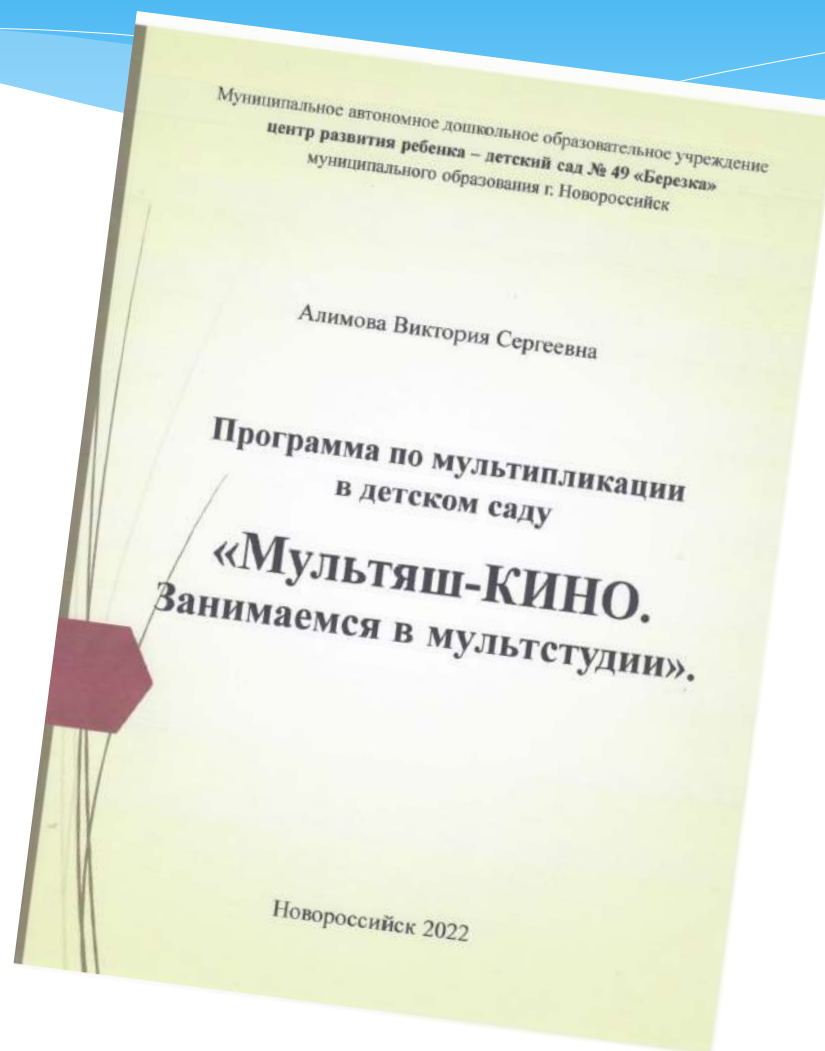 Муниципальное автономное дошкольное образовательное учреждение
центр развития ребенка – детский сад № 49 «Березка»
муниципального образования г. Новороссийск
Алимова Виктория Сергеевна
Программа по мультипликации
в детском саду
«Мультяш-КИНО.
Занимаемся в мультстудии».
Новороссийск 2022